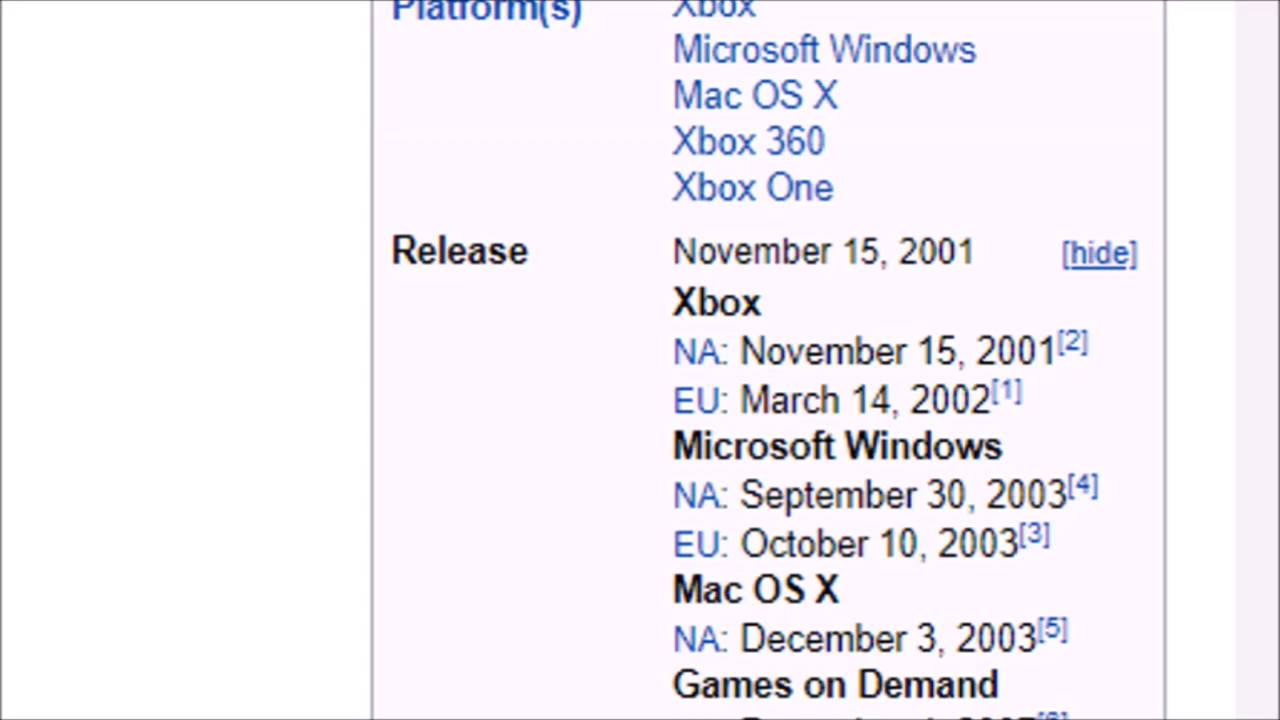 Platform(s) Xbox
Microsoft Windows
Mac OS X
Xbox 360
Xbox One
Release November 15, 2001 [hide]
Xbox
NA: November 15, 2001[2]
EU: March 14, 2002[1]
Microsoft Windows
NA: September 30, 2003[4]
EU: October 10, 2003[3]
Mac OS X
NA: December 3, 2003[5]
Games on Demand